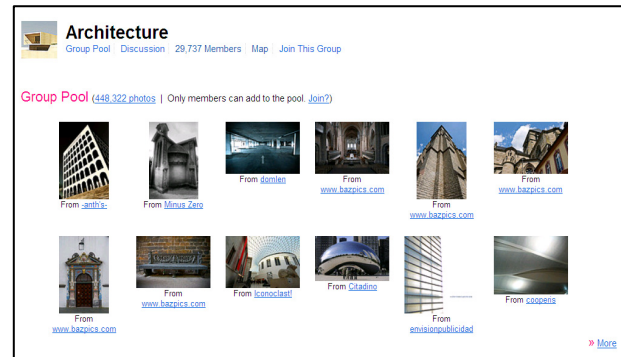 Architecture
Group Pool | Discussion | 29,737 Members | Map | Join This Group
Group Pool (448,322 photos | Only members can add to the pool. Join?)
From -anth's-
From Minus Zero
From domlen
From
www.bazpics.com
From
www.bazpics.com
From
www.bazpics.com
From
www.bazpics.com
From
www.bazpics.com
From Iconoclast!
From Citadino
From
envisionpublicidad
From cooperis
» More